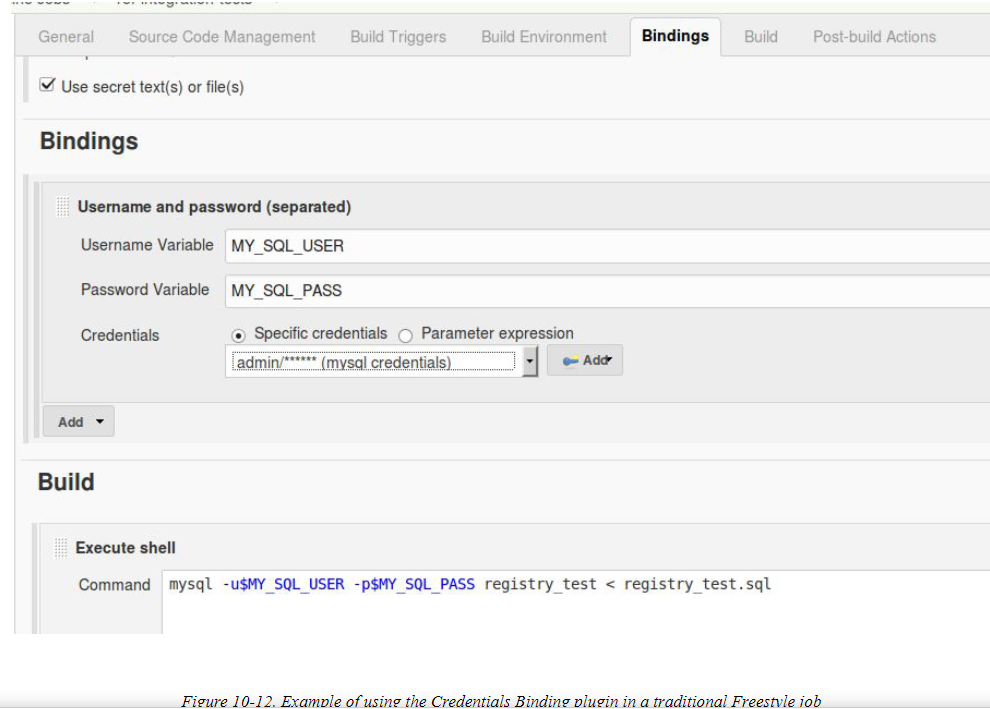 for integration tests
General Source Code Management Build Triggers Build Environment Bindings Build Post-build Actions
Use secret text(s) or file(s)
Bindings
Username and password (separated)
Username Variable MY_SQL_USER
Password Variable MY_SQL_PASS
Credentials Specific credentials Parameter expression
admin/****** (mysql credentials) Add
Add
Build
Execute shell
Command mysql -u$MY_SQL_USER -p$MY_SQL_PASS registry_test < registry_test.sql
Figure 10-12. Example of using the Credentials Binding plugin in a traditional Freestyle job